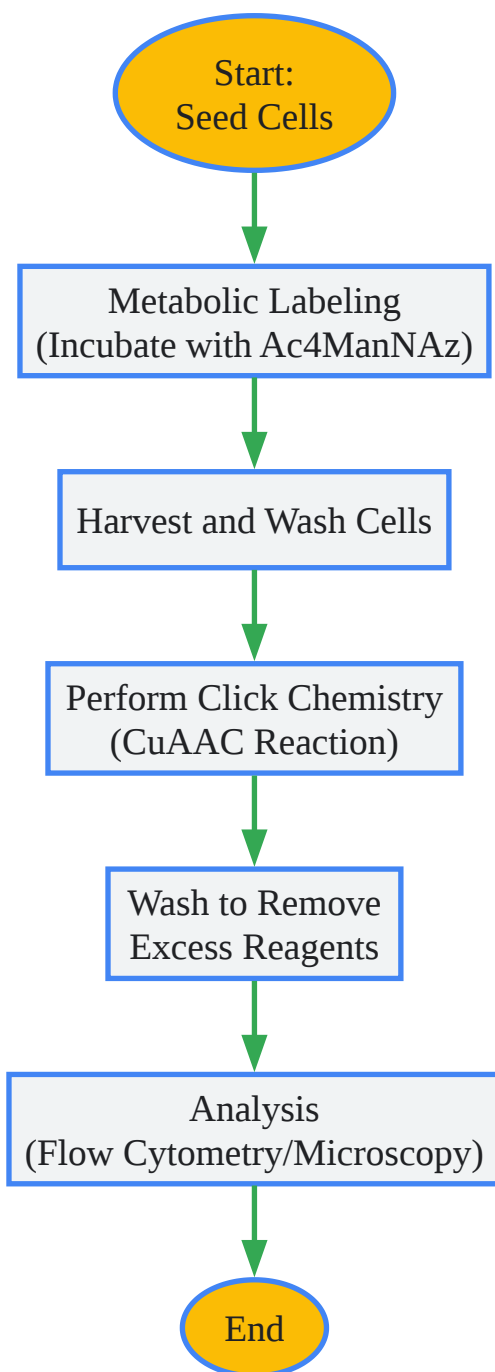 Start:
Seed Cells
Metabolic Labeling
(Incubate with Ac4ManNAz)
Harvest and Wash Cells
Perform Click Chemistry
(CuAAC Reaction)
Wash to Remove
Excess Reagents
Analysis
(Flow Cytometry/Microscopy)
End